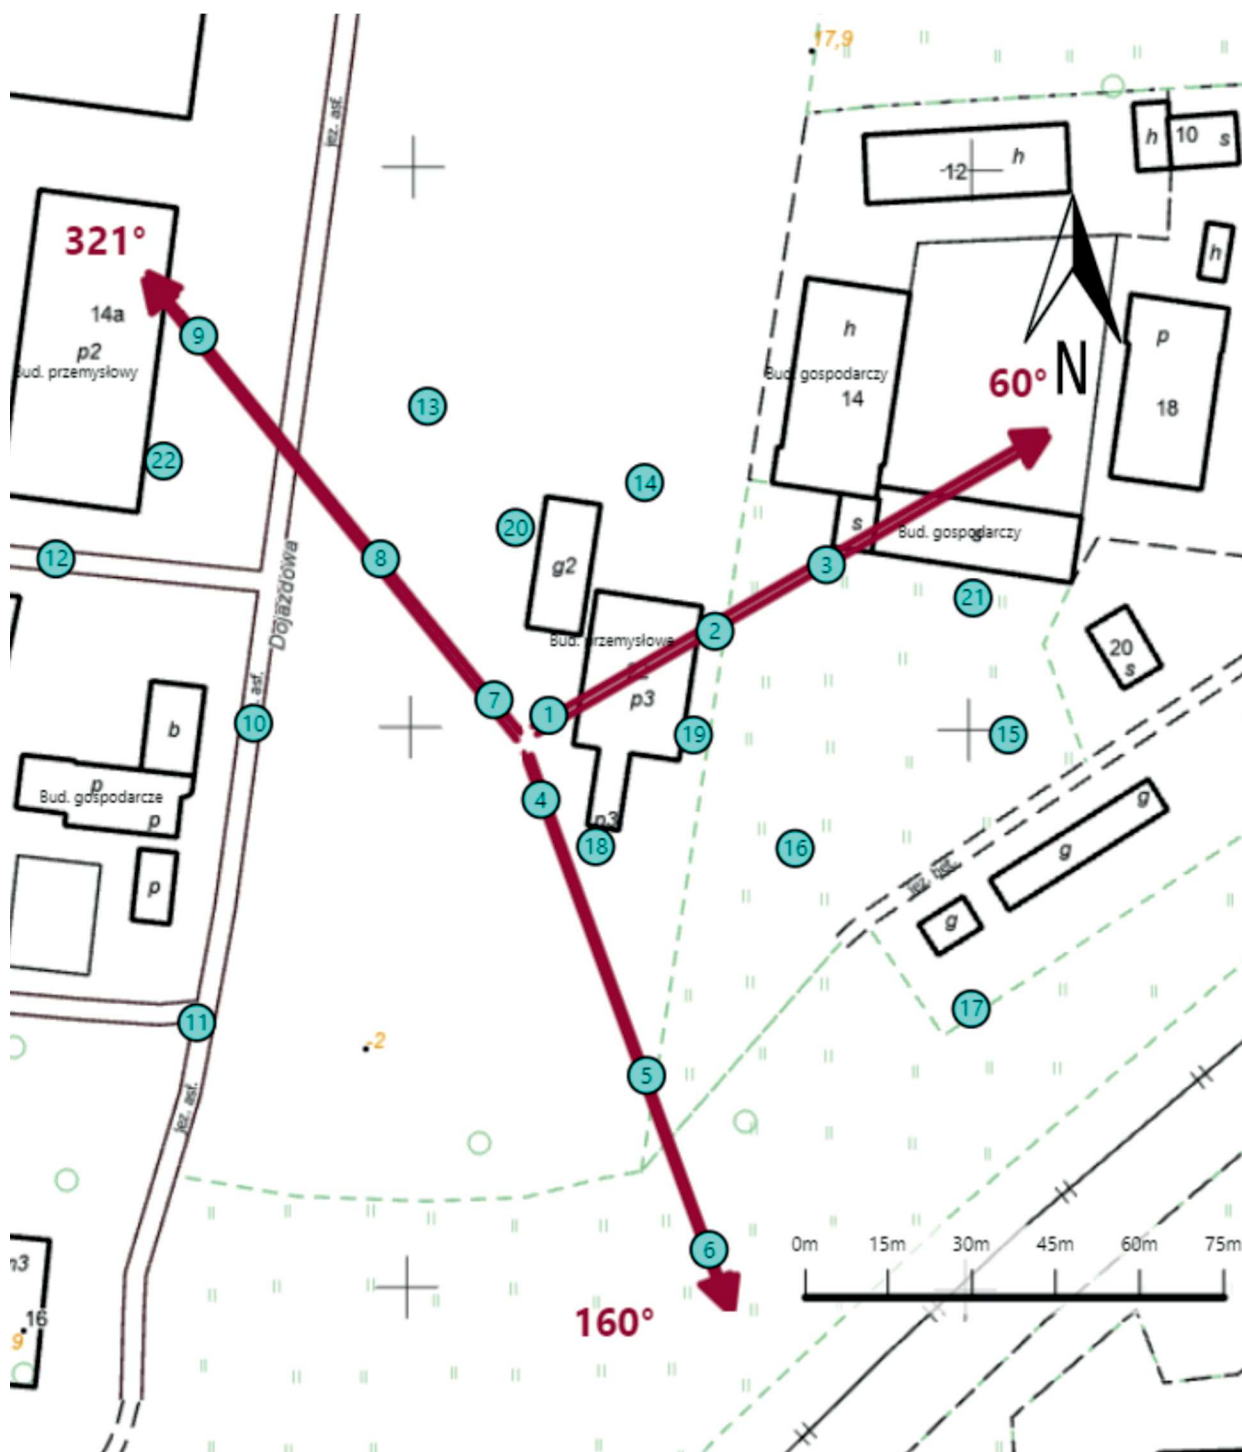 17,9
jez. asf.
h
10
s
12
h
321°
h
14a
9
h
p
p2
Bud. przemysłowy
Bud. gospodarczy
14
60°
N
18
13
22
14
20
s
Bud. gospodarczy
12
8
g2
3
21
Dojazdowa
2
Bud. przemysłowe
20
s
asf.
7
1
p3
10
b
19
15
p
Bud. gospodarcze
p
4
p3
18
16
g
g
jez. bet.
p
g
11
17
-2
5
jez. asf.
6
0m 15m 30m 45m 60m 75m
n3
16
9
160°